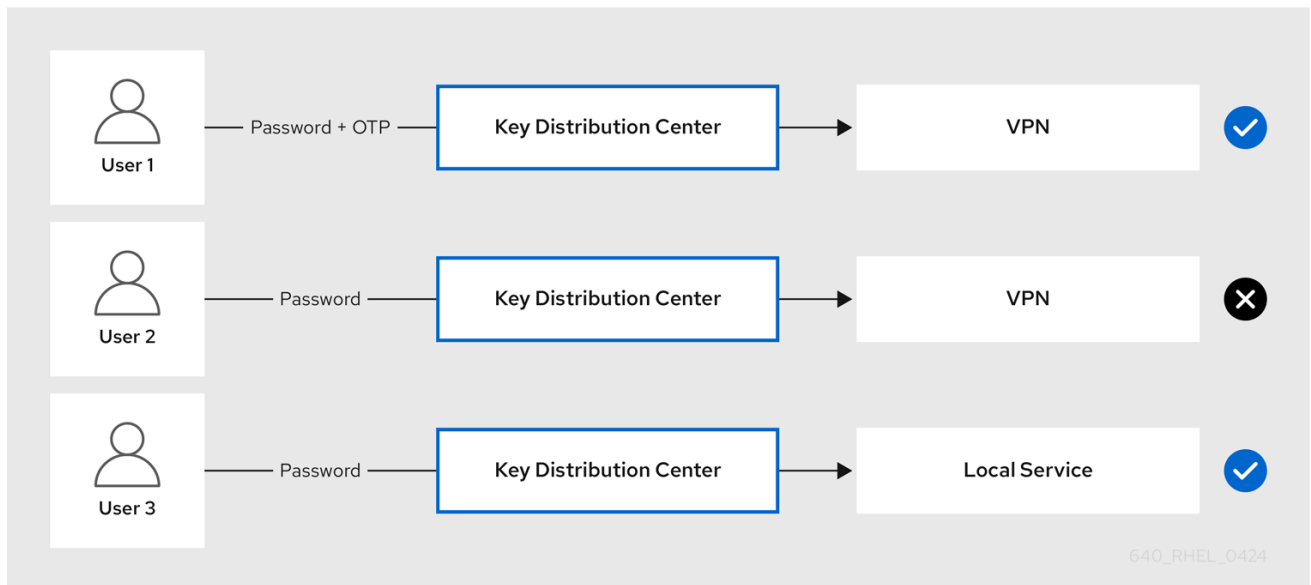 User 1
Password + OTP
Key Distribution Center
VPN
User 2
Password
Key Distribution Center
VPN
User 3
Password
Key Distribution Center
Local Service
640_RHEL_0424